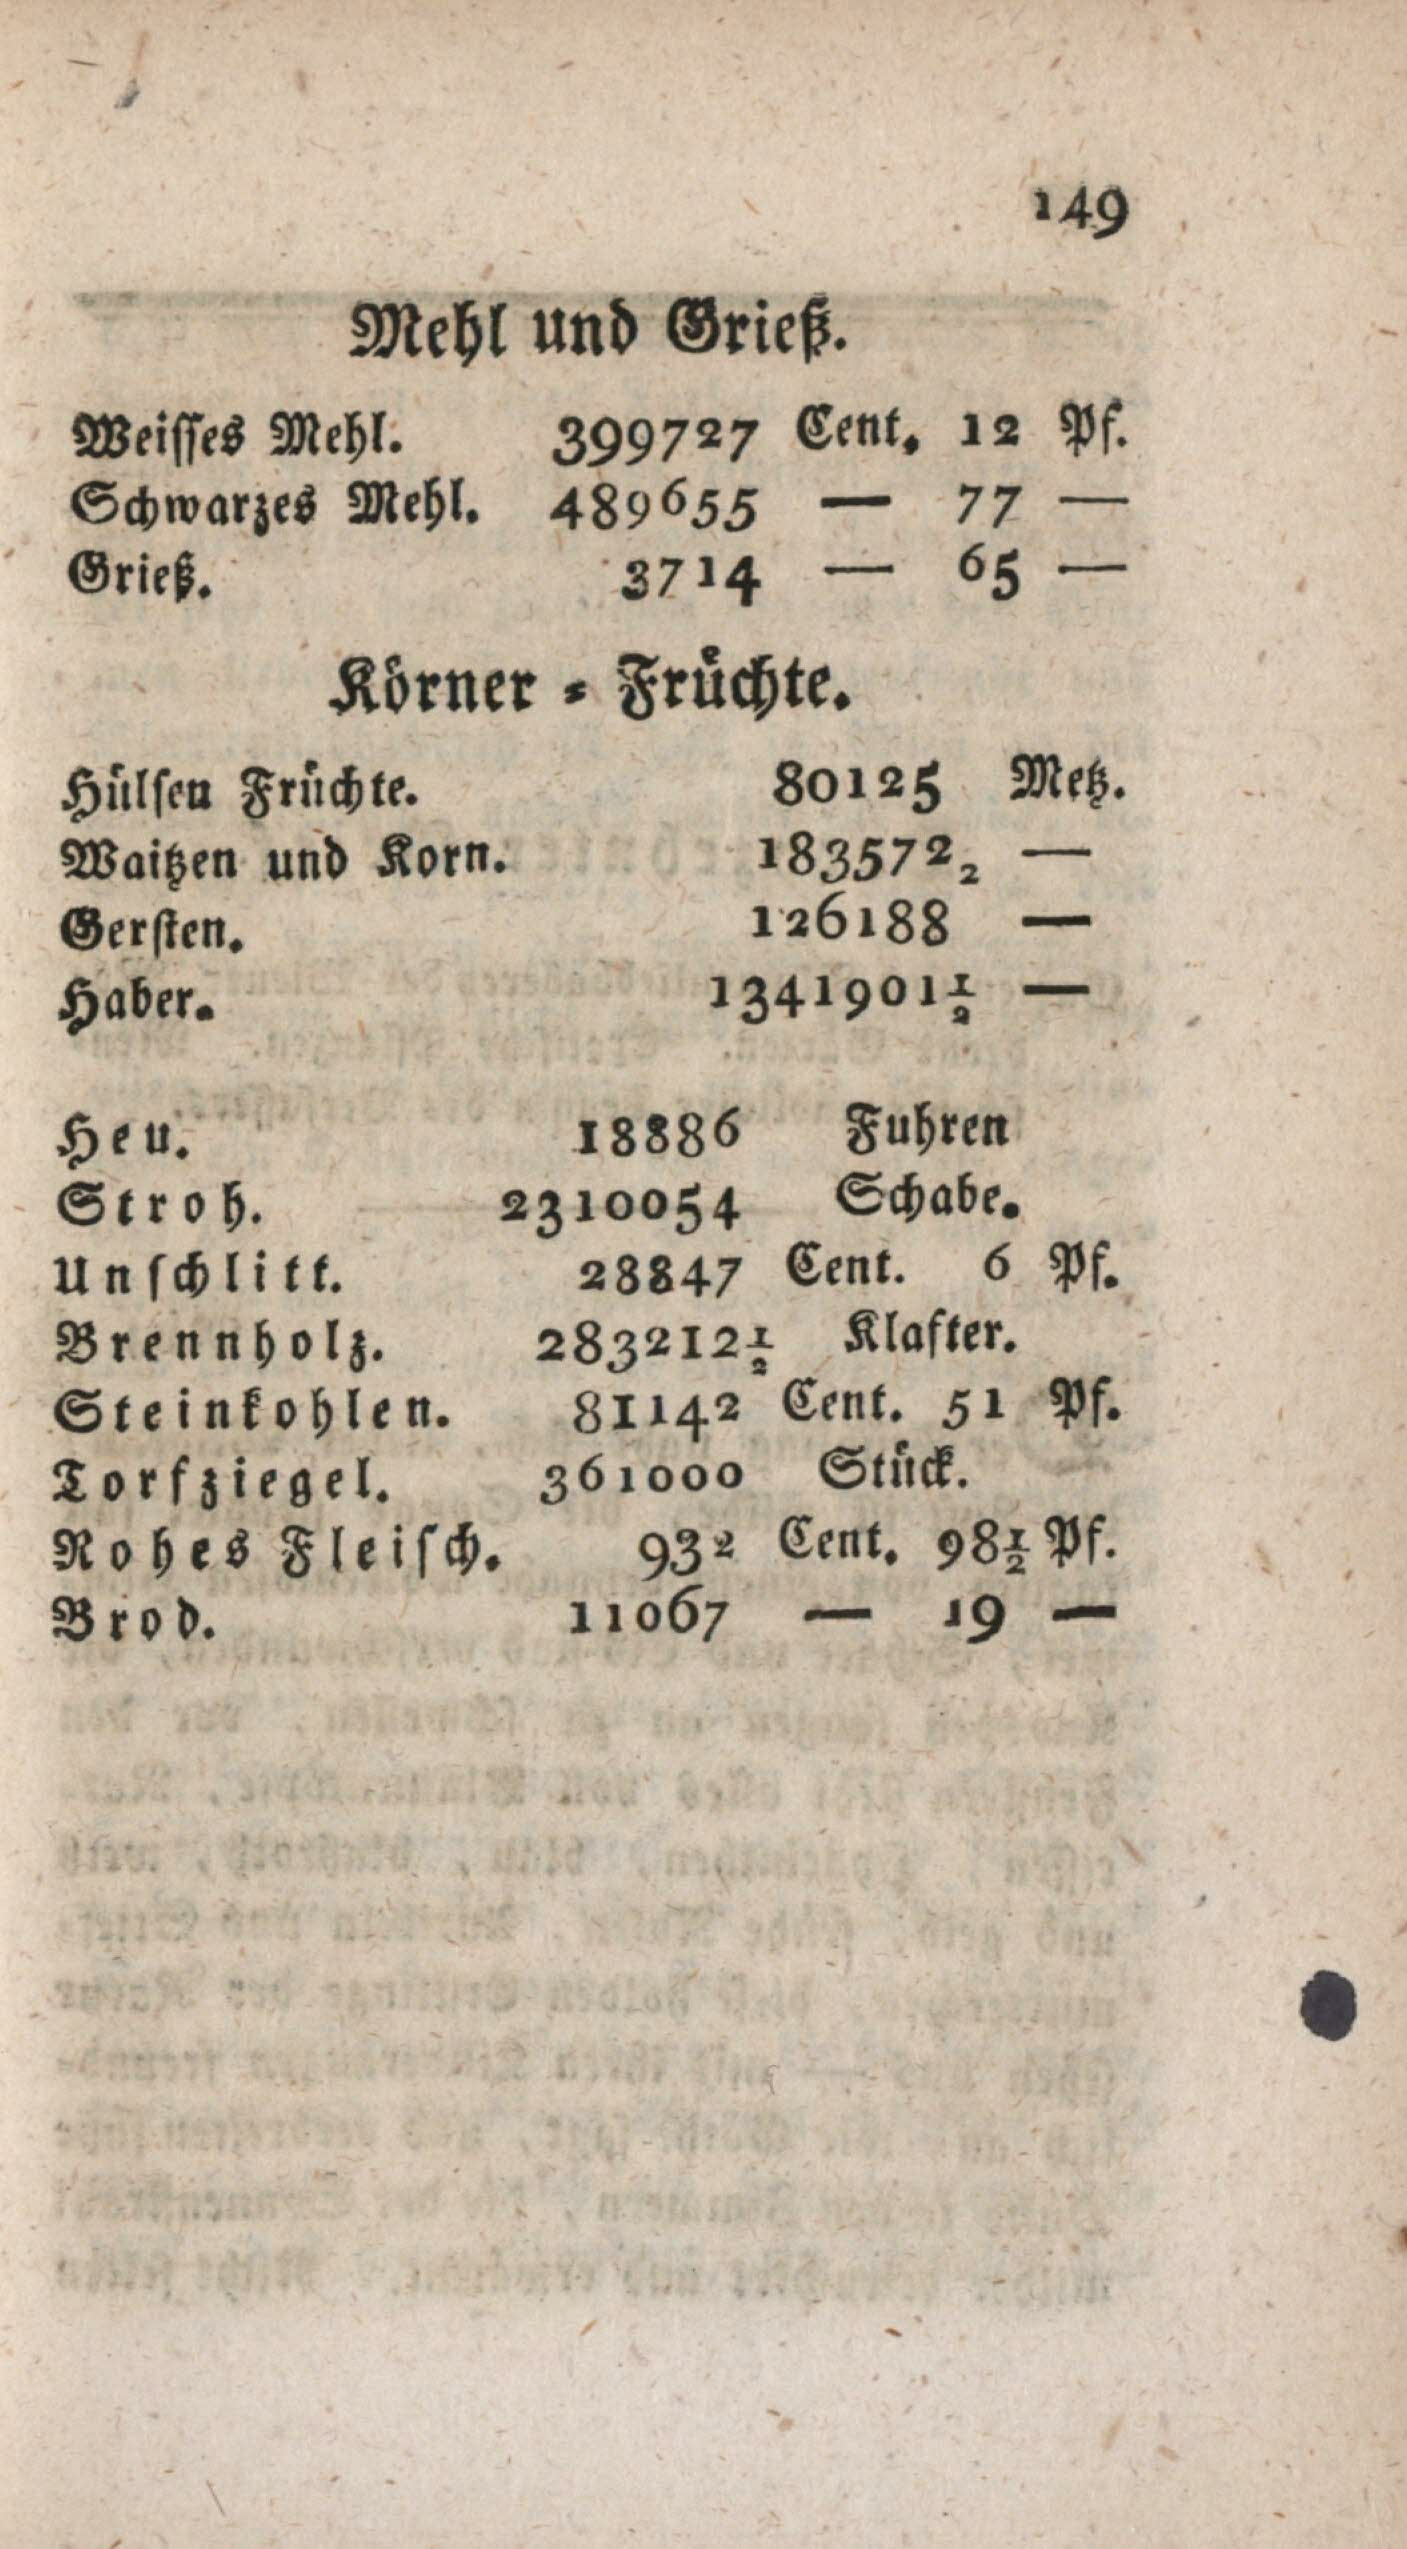 149
Mehl und Grieß.
Weisses Mehl. 399727 Cent. 12 Pf.
Schwarzes Mehl. 489655 — 77 —
Grieß. 3714 — 65 —
Körner - Früchte.
Hülsen Früchte. 80125 Metz.
Waitzen und Korn. 183572₂ —
Gersten. 126188 —
Haber. 1341901½ —
Heu. 18886 Fuhren
Stroh. 2310054 Schabe.
Unschlitt. 28847 Cent. 6 Pf.
Brennholz. 283212½ Klafter.
Steinkohlen. 81142 Cent. 51 Pf.
Torfziegel. 361000 Stück.
Rohes Fleisch. 932 Cent. 98½ Pf.
Brod. 11067 — 19 —